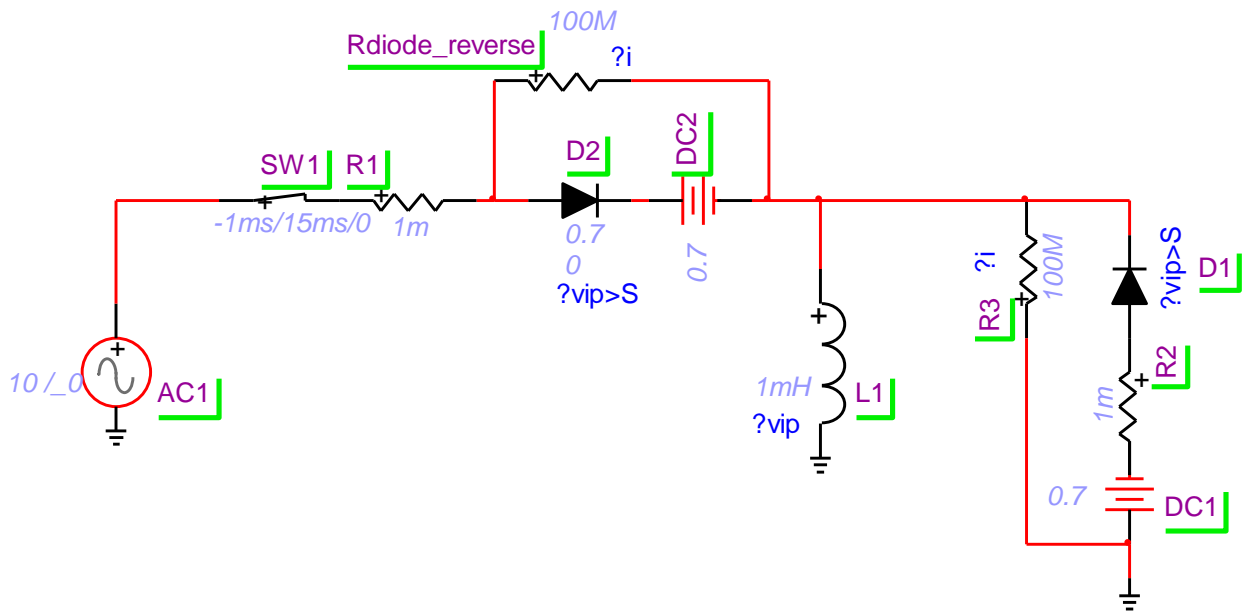 100M
Rdiode_reverse
?i
SW1
R1
D2
DC2
-1ms/15ms/0
1m
0.7
0
?vip>S
0.7
?i
100M
R3
?vip>S
D1
10 /_0
AC1
1mH
L1
?vip
1m
R2
0.7
DC1